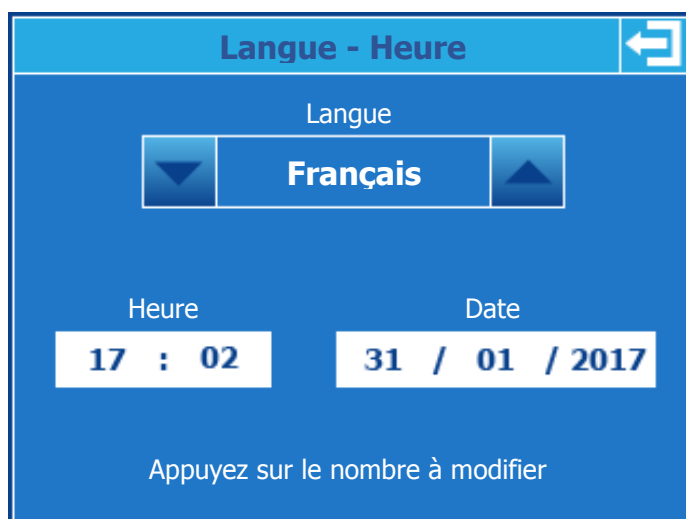 Langue - Heure
Langue
Français
Heure
Date
17 : 02
31 / 01 / 2017
Appuyez sur le nombre à modifier